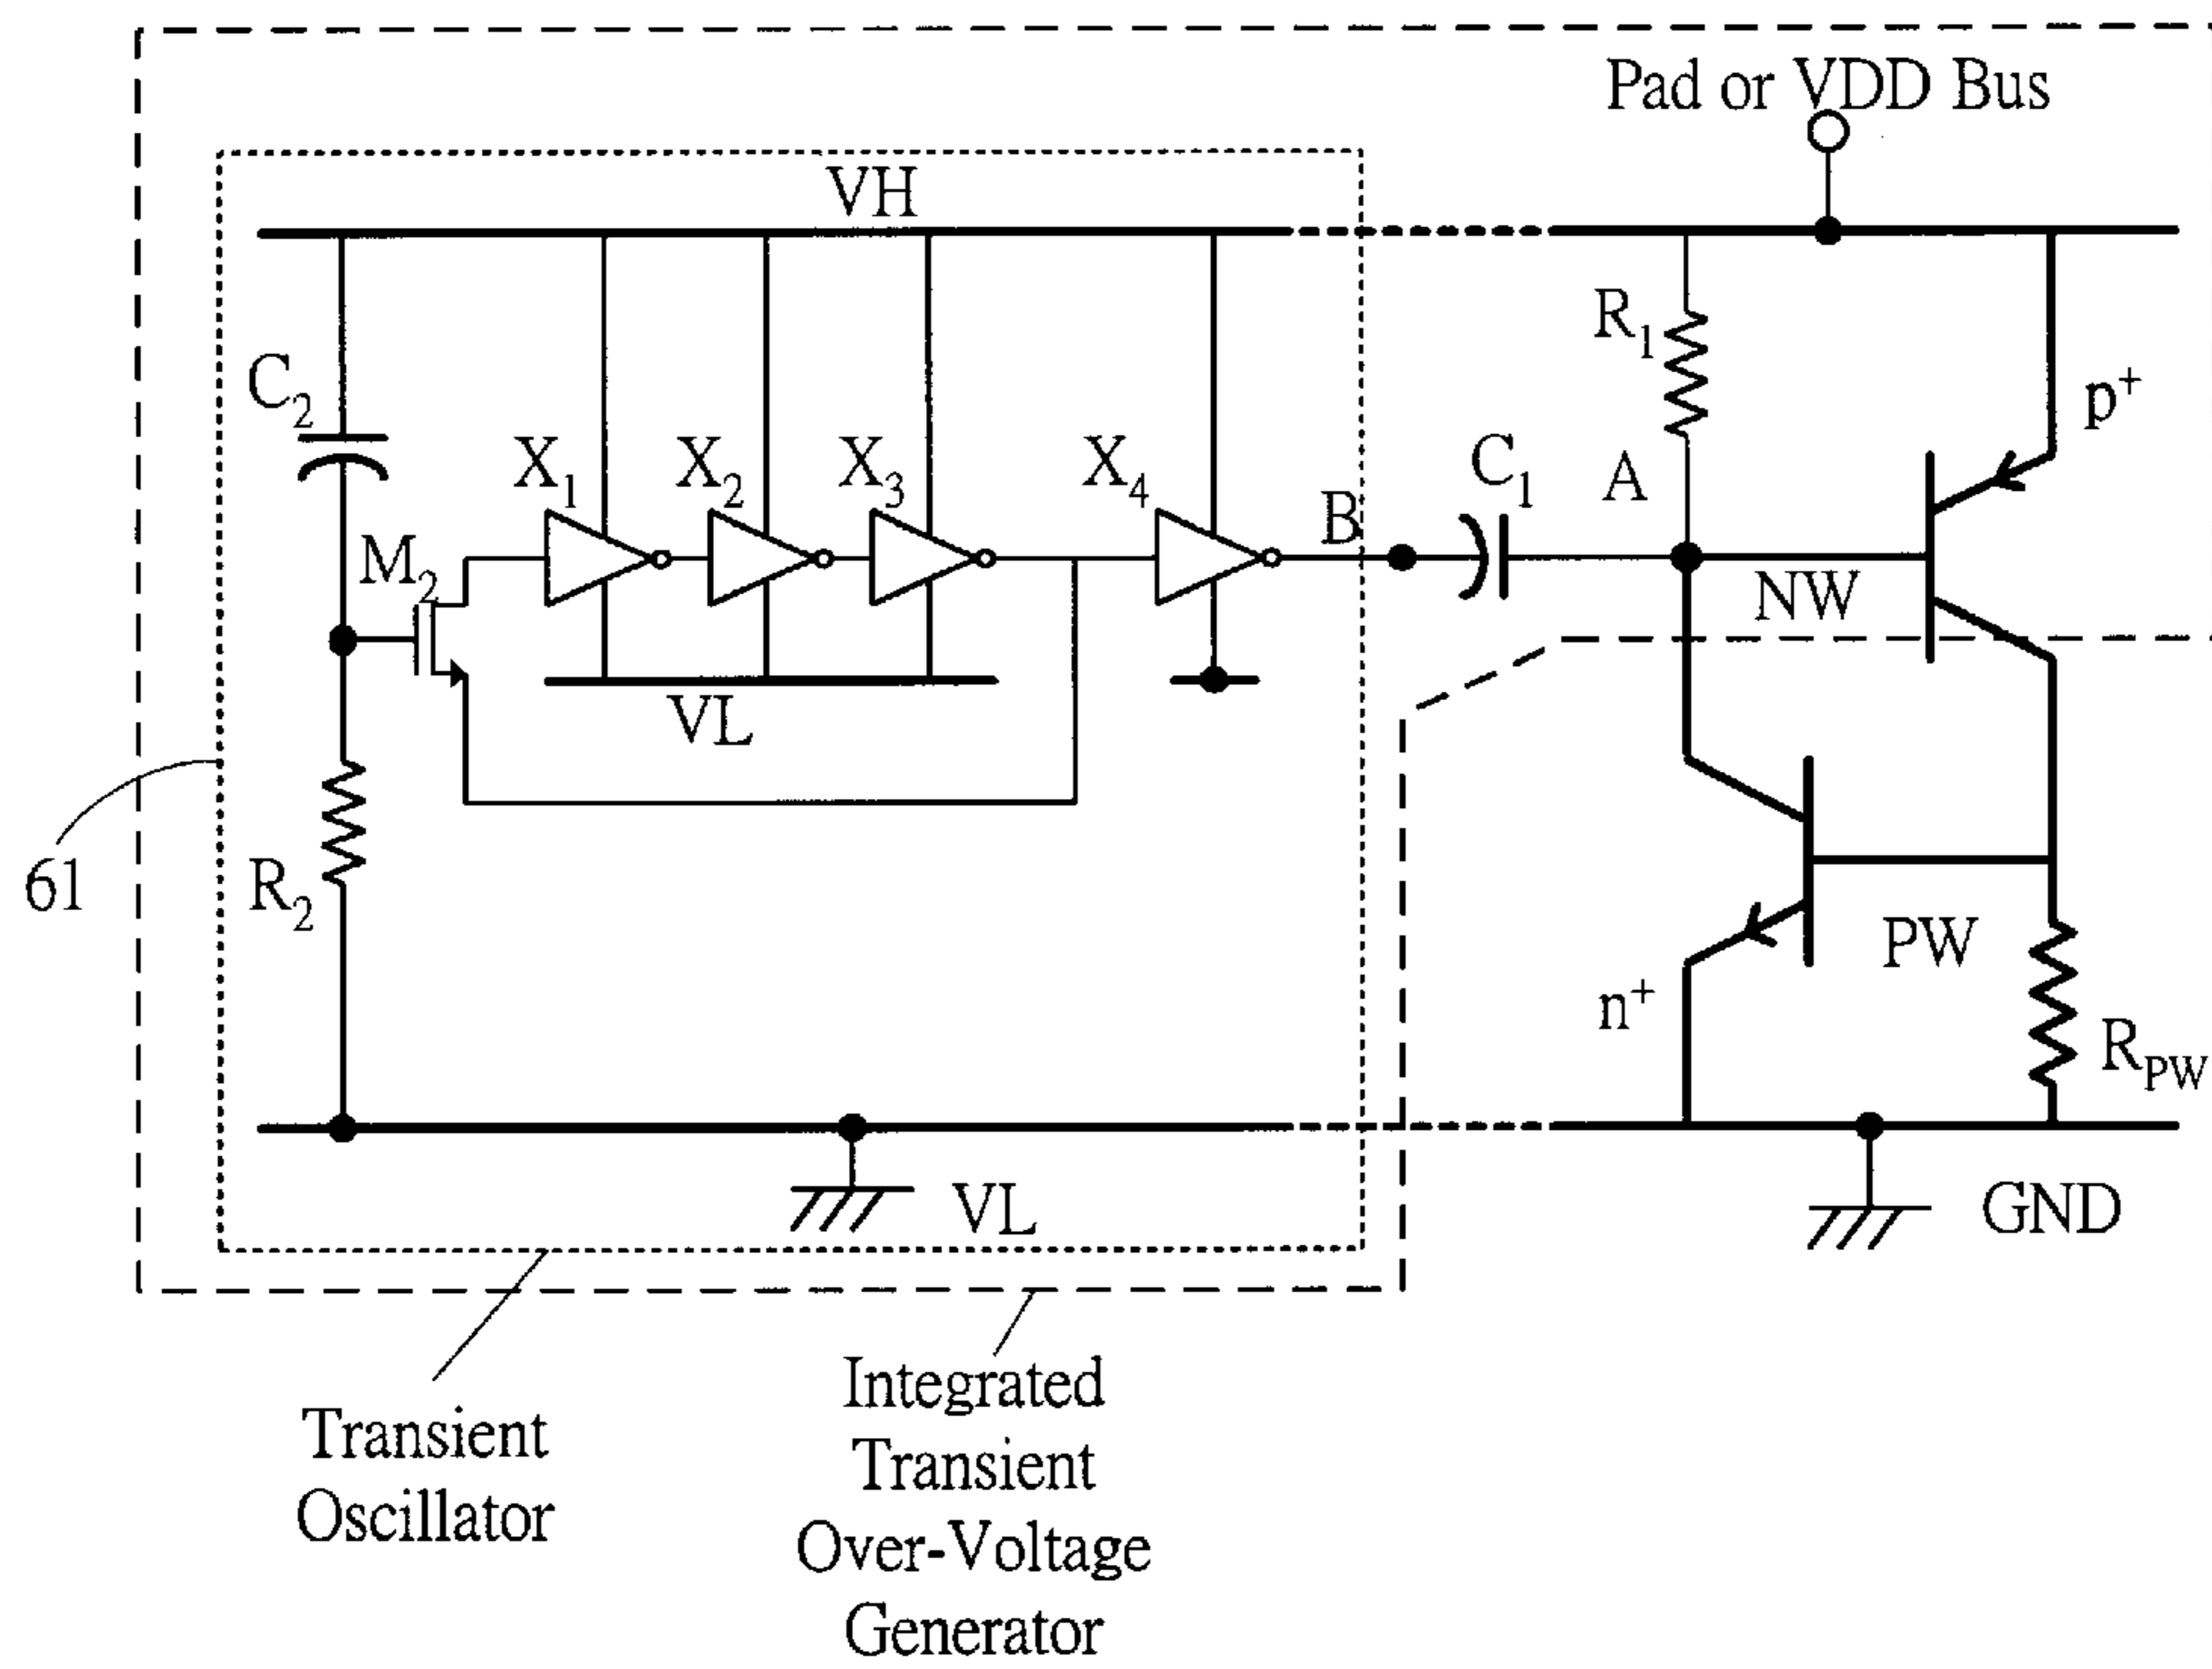 Pad or VDD Bus
VH
R1
C2
p+
X1
X2
X3
X4
C1
A
B
M2
NW
VL
61
R2
PW
n+
RPW
VL
GND
Transient
Oscillator
Integrated
Transient
Over-Voltage
Generator